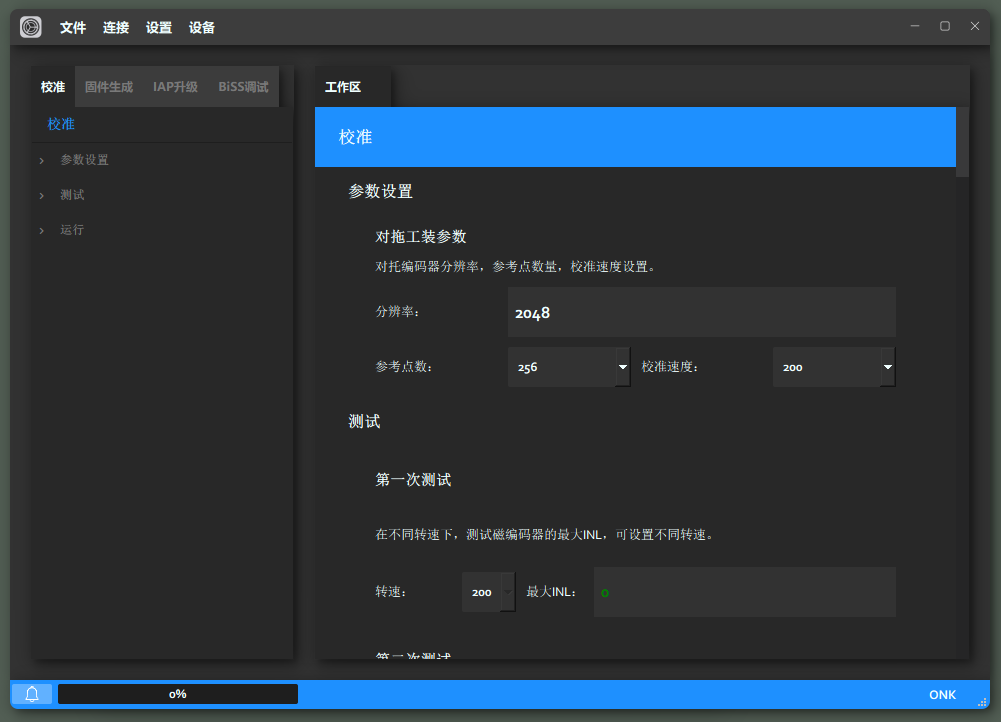 文件 连接 设置 设备
校准 固件生成 IAP升级 BiSS调试
校准
参数设置
测试
运行
工作区
校准
参数设置
对拖工装参数
对托编码器分辨率，参考点数量，校准速度设置。
分辨率：
2048
参考点数：
256
校准速度：
200
测试
第一次测试
在不同转速下，测试磁编码器的最大INL，可设置不同转速。
转速：
200
最大INL：
0
第二次测试
0%
ONK